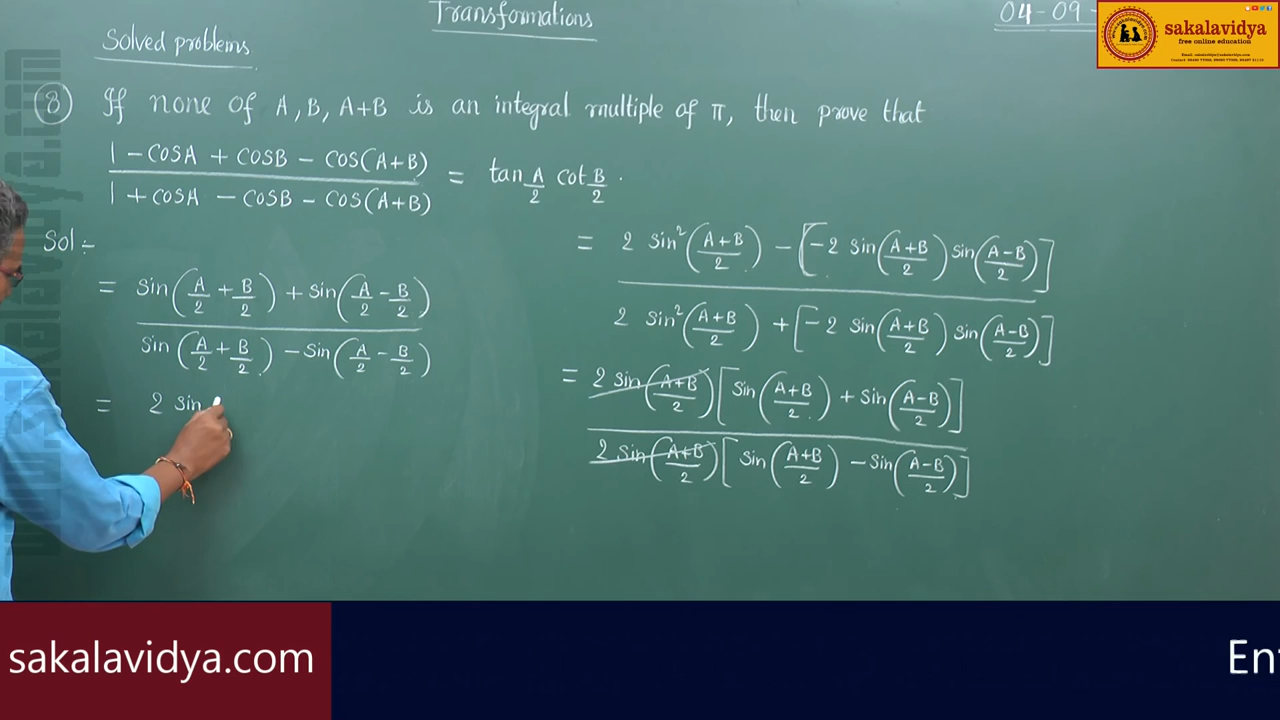 Transformations
04-09-
sakalavidya
free online education
Solved problems
8 If none of A, B, A+B is an integral multiple of π, then prove that
(1 - cosA + cosB - cos(A+B)) / (1 + cosA - cosB - cos(A+B)) = tan A/2 cot B/2 .
Sol :-
= (sin(A/2 + B/2) + sin(A/2 - B/2)) / (sin(A/2 + B/2) - sin(A/2 - B/2))
= 2 sin
= (2 sin²((A+B)/2) - [-2 sin((A+B)/2) sin((A-B)/2)]) / (2 sin²((A+B)/2) + [-2 sin((A+B)/2) sin((A-B)/2)])
= (2 sin((A+B)/2) [sin((A+B)/2) + sin((A-B)/2)]) / (2 sin((A+B)/2) [sin((A+B)/2) - sin((A-B)/2)])
sakalavidya.com
En